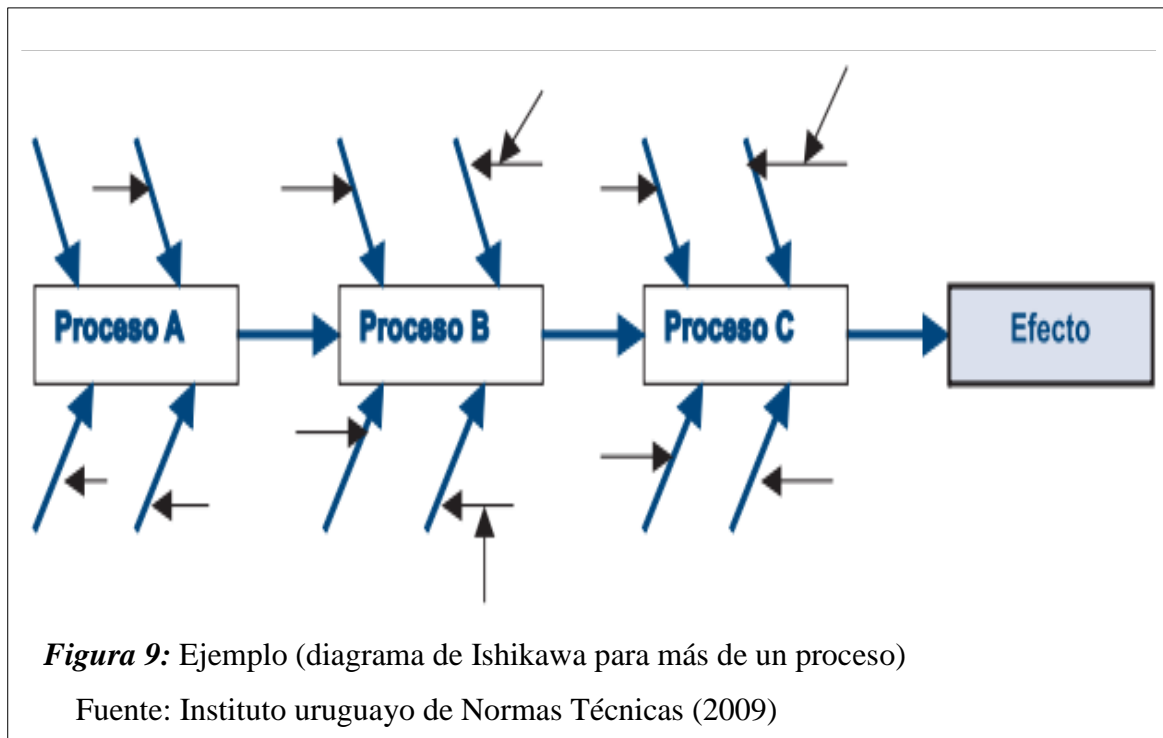 Proceso A
Proceso B
Proceso C
Efecto
Figura 9: Ejemplo (diagrama de Ishikawa para más de un proceso)
Fuente: Instituto uruguayo de Normas Técnicas (2009)